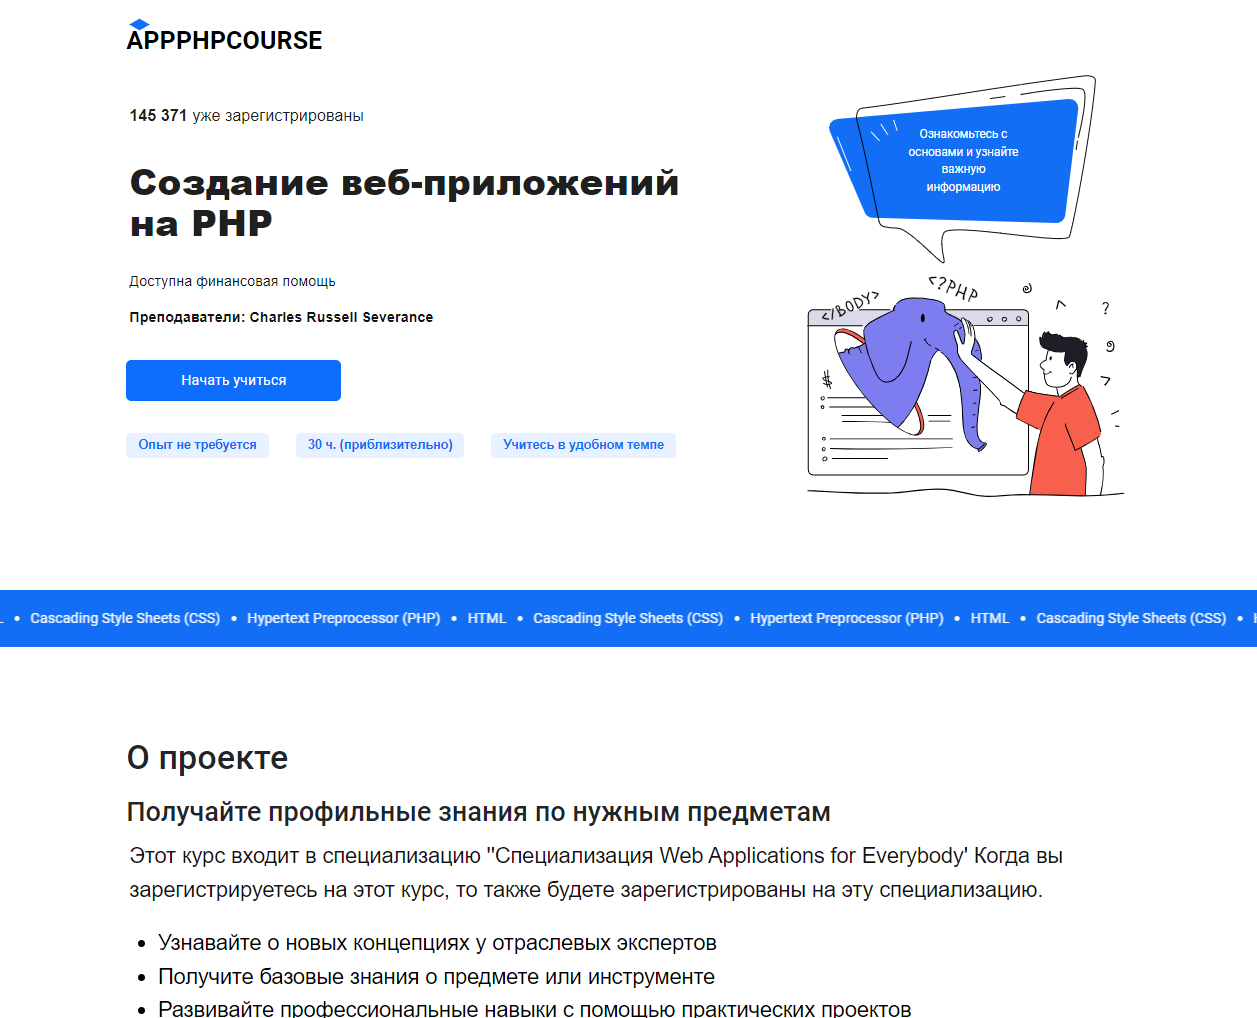 APPPHPCOURSE
145 371 уже зарегистрированы
Создание веб-приложений
на PHP
Доступна финансовая помощь
Преподаватели: Charles Russell Severance
Начать учиться
Опыт не требуется
30 ч. (приблизительно)
Учитесь в удобном темпе
Ознакомьтесь с
основами и узнайте
важную
информацию
</BODY>
<?PHP
?
$
• Cascading Style Sheets (CSS) • Hypertext Preprocessor (PHP) • HTML • Cascading Style Sheets (CSS) • Hypertext Preprocessor (PHP) • HTML • Cascading Style Sheets (CSS) •
О проекте
Получайте профильные знания по нужным предметам
Этот курс входит в специализацию "Специализация Web Applications for Everybody' Когда вы
зарегистрируетесь на этот курс, то также будете зарегистрированы на эту специализацию.
• Узнавайте о новых концепциях у отраслевых экспертов
• Получите базовые знания о предмете или инструменте
• Развивайте профессиональные навыки с помощью практических проектов